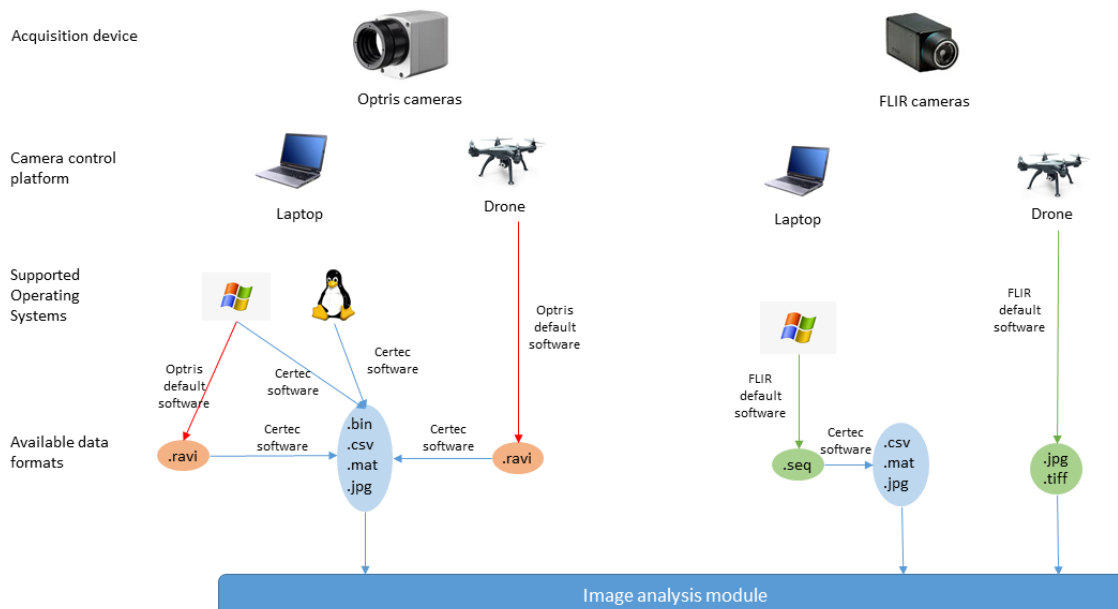 Acquisition device
Optris cameras
FLIR cameras
Camera control
platform
Laptop
Drone
Laptop
Drone
Supported
Operating
Systems
Optris
default
software
Certec
software
Certec
software
Optris
default
software
FLIR
default
software
FLIR
default
software
Available data
formats
.ravi
Certec
software
.bin
.csv
.mat
.jpg
Certec
software
.ravi
.seq
Certec
software
.csv
.mat
.jpg
.jpg
.tiff
Image analysis module